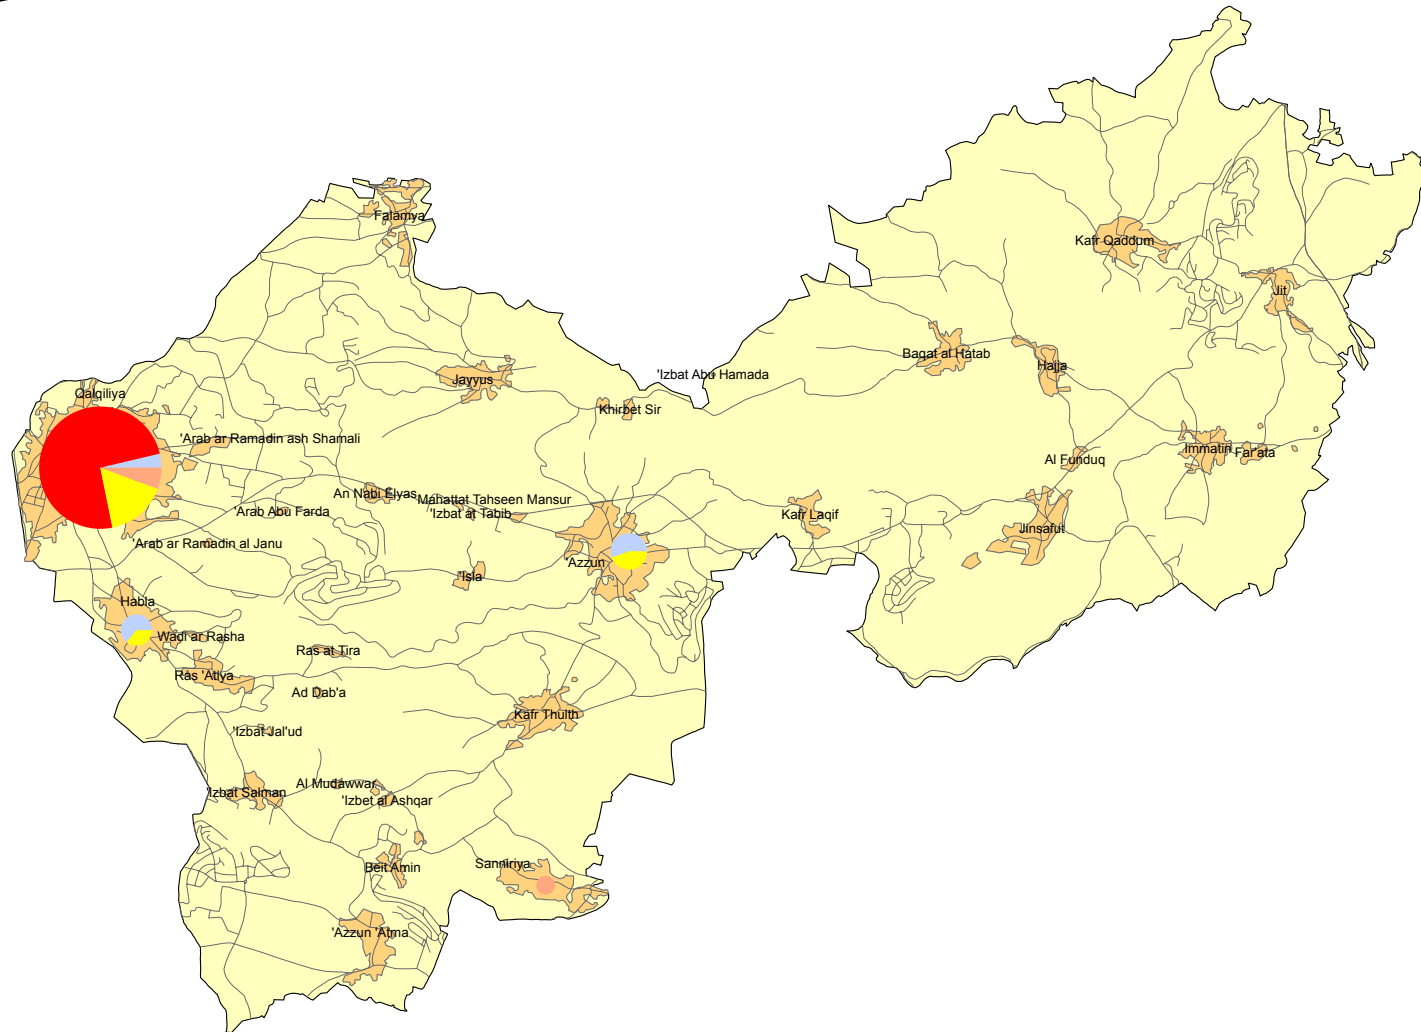 Falamya
Kafr Qaddum
Jit
Baqat al Hatab
Hajja
'Izbat Abu Hamada
Jayyus
Qalqiliya
Khirbet Sir
'Arab ar Ramadin ash Shamali
Immatin
Far'ata
Al Funduq
An Nabi Elyas
Mahattat Tahseen Mansur
'Arab Abu Farda
'Izbat at Tabib
Kafr Laqif
Jinsafut
'Arab ar Ramadin al Janu
'Azzun
'Isla
Habla
Wadi ar Rasha
Ras at Tira
Ras 'Atiya
Ad Dab'a
Kafr Thulth
'Izbat Jal'ud
Al Mudawwar
'Izbat Salman
'Izbet al Ashqar
Beit Amin
Sanniriya
'Azzun 'Atma